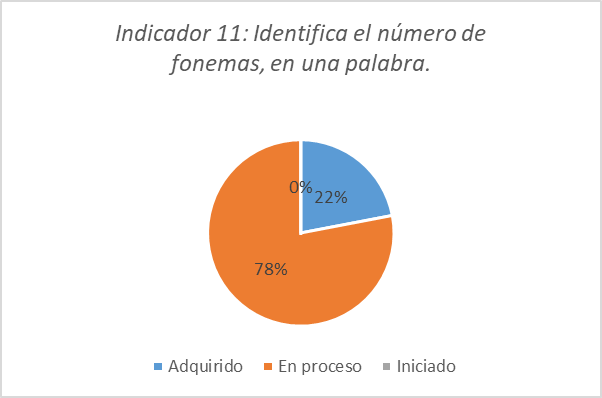 Indicador 11: Identifica el número de
fonemas, en una palabra.
0%
22%
78%
Adquirido
En proceso
Iniciado